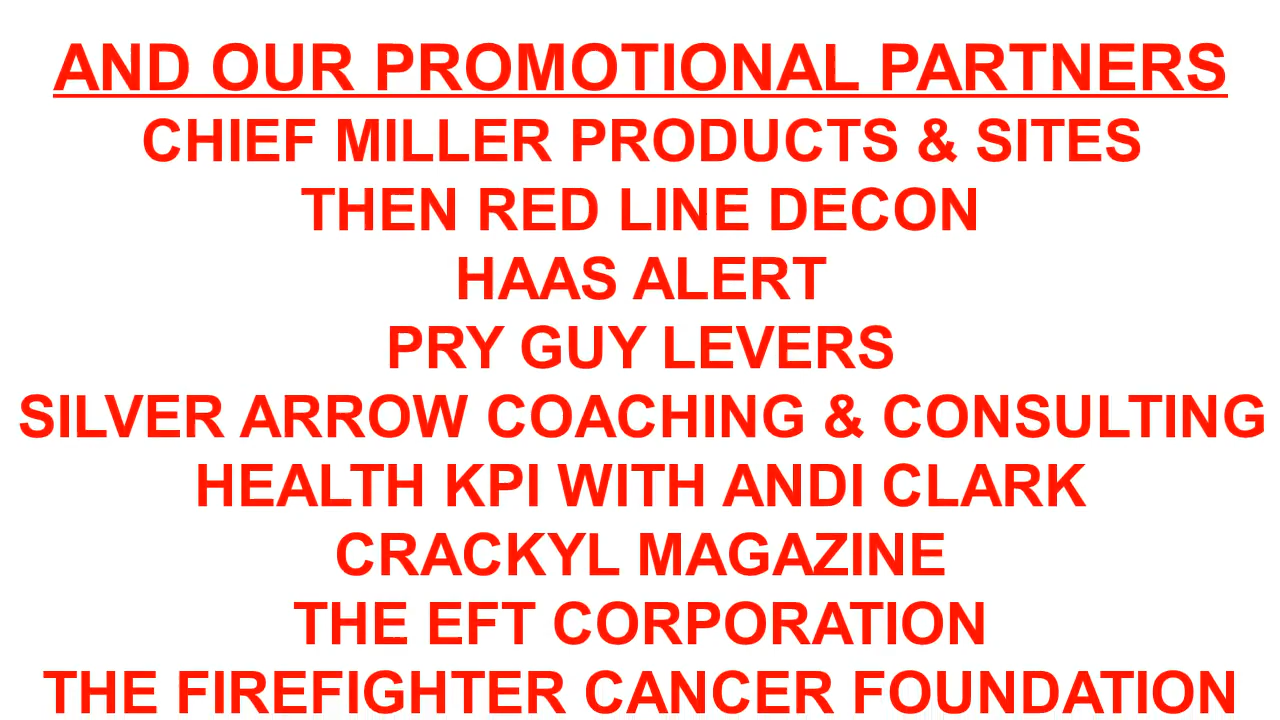 AND OUR PROMOTIONAL PARTNERS
CHIEF MILLER PRODUCTS & SITES
THEN RED LINE DECON
HAAS ALERT
PRY GUY LEVERS
SILVER ARROW COACHING & CONSULTING
HEALTH KPI WITH ANDI CLARK
CRACKYL MAGAZINE
THE EFT CORPORATION
THE FIREFIGHTER CANCER FOUNDATION